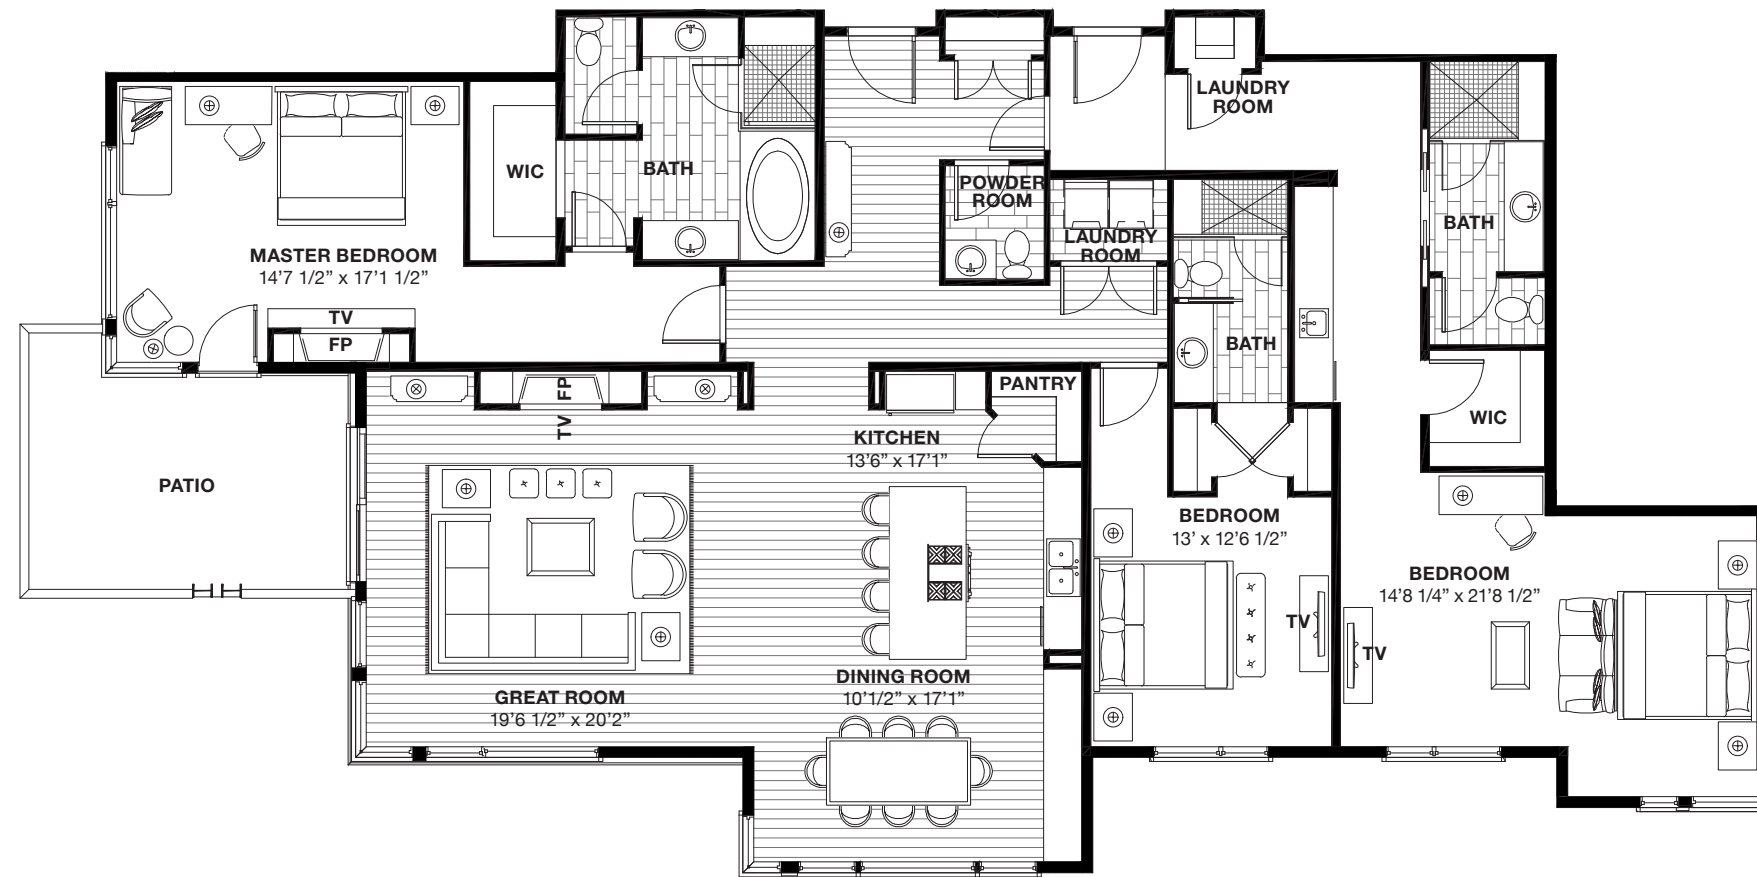 LAUNDRY
ROOM
WIC
BATH
POWDER
ROOM
LAUNDRY
ROOM
BATH
MASTER BEDROOM
14’7 1/2” x 17’1 1/2”
TV
FP
BATH
FP
TV
PANTRY
KITCHEN
13’6” x 17’1”
WIC
PATIO
BEDROOM
13’ x 12’6 1/2”
BEDROOM
14’8 1/4” x 21’8 1/2”
TV
TV
GREAT ROOM
19’6 1/2” x 20’2”
DINING ROOM
10’1/2” x 17’1”